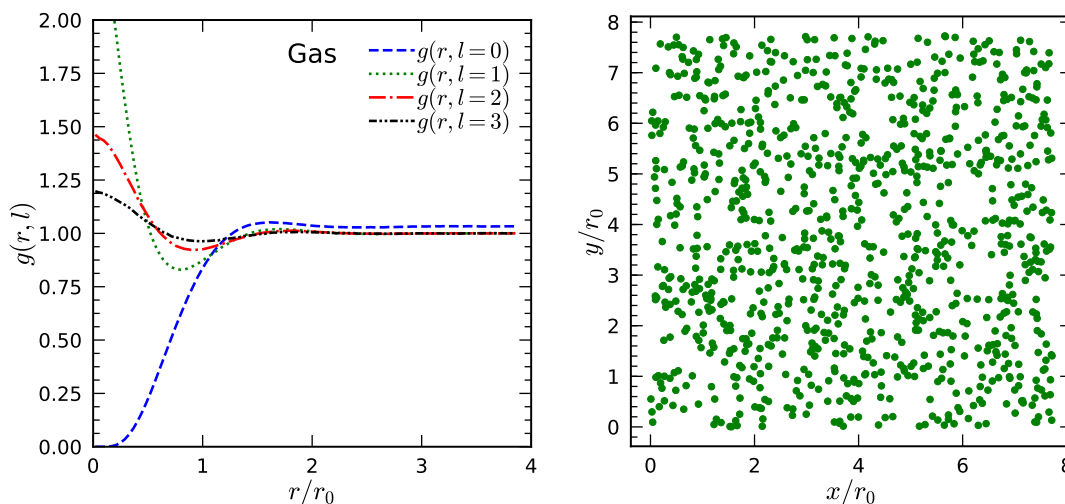 Gas
g(r, l = 0)
g(r, l = 1)
g(r, l = 2)
g(r, l = 3)
g(r, l)
2.00
1.75
1.50
1.25
1.00
0.75
0.50
0.25
0.00
0 1 2 3 4
r/r₀
y/r₀
8
7
6
5
4
3
2
1
0
0 2 4 6 8
x/r₀